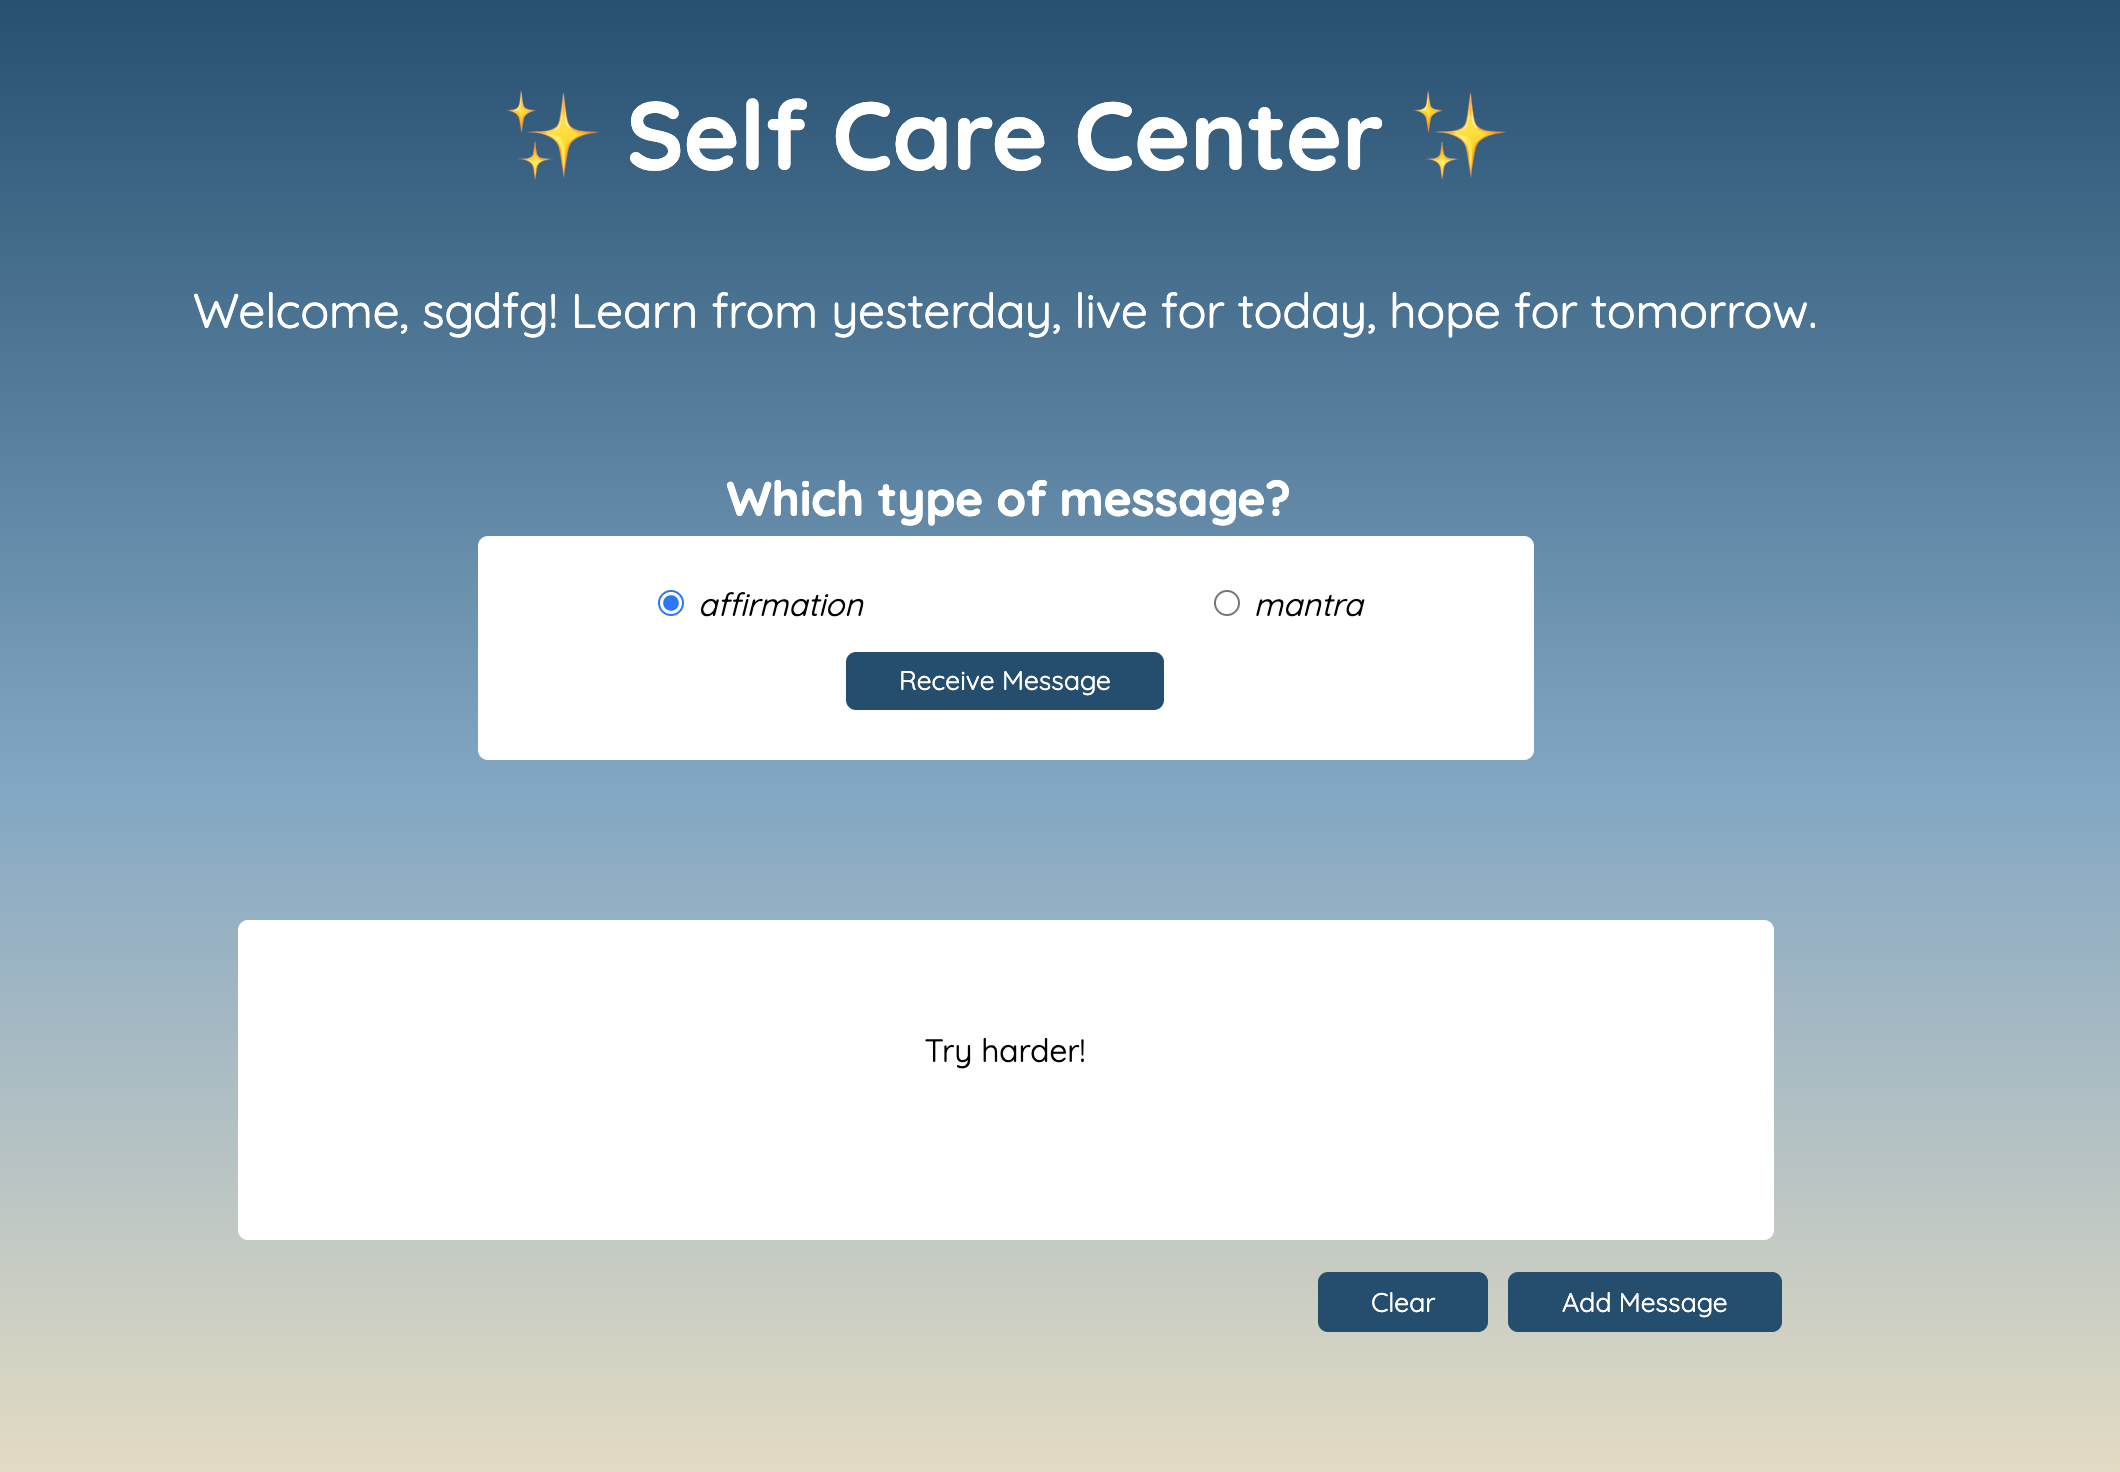 ✨ Self Care Center ✨
Welcome, sgdfg! Learn from yesterday, live for today, hope for tomorrow.
Which type of message?
affirmation
mantra
Receive Message
Try harder!
Clear
Add Message